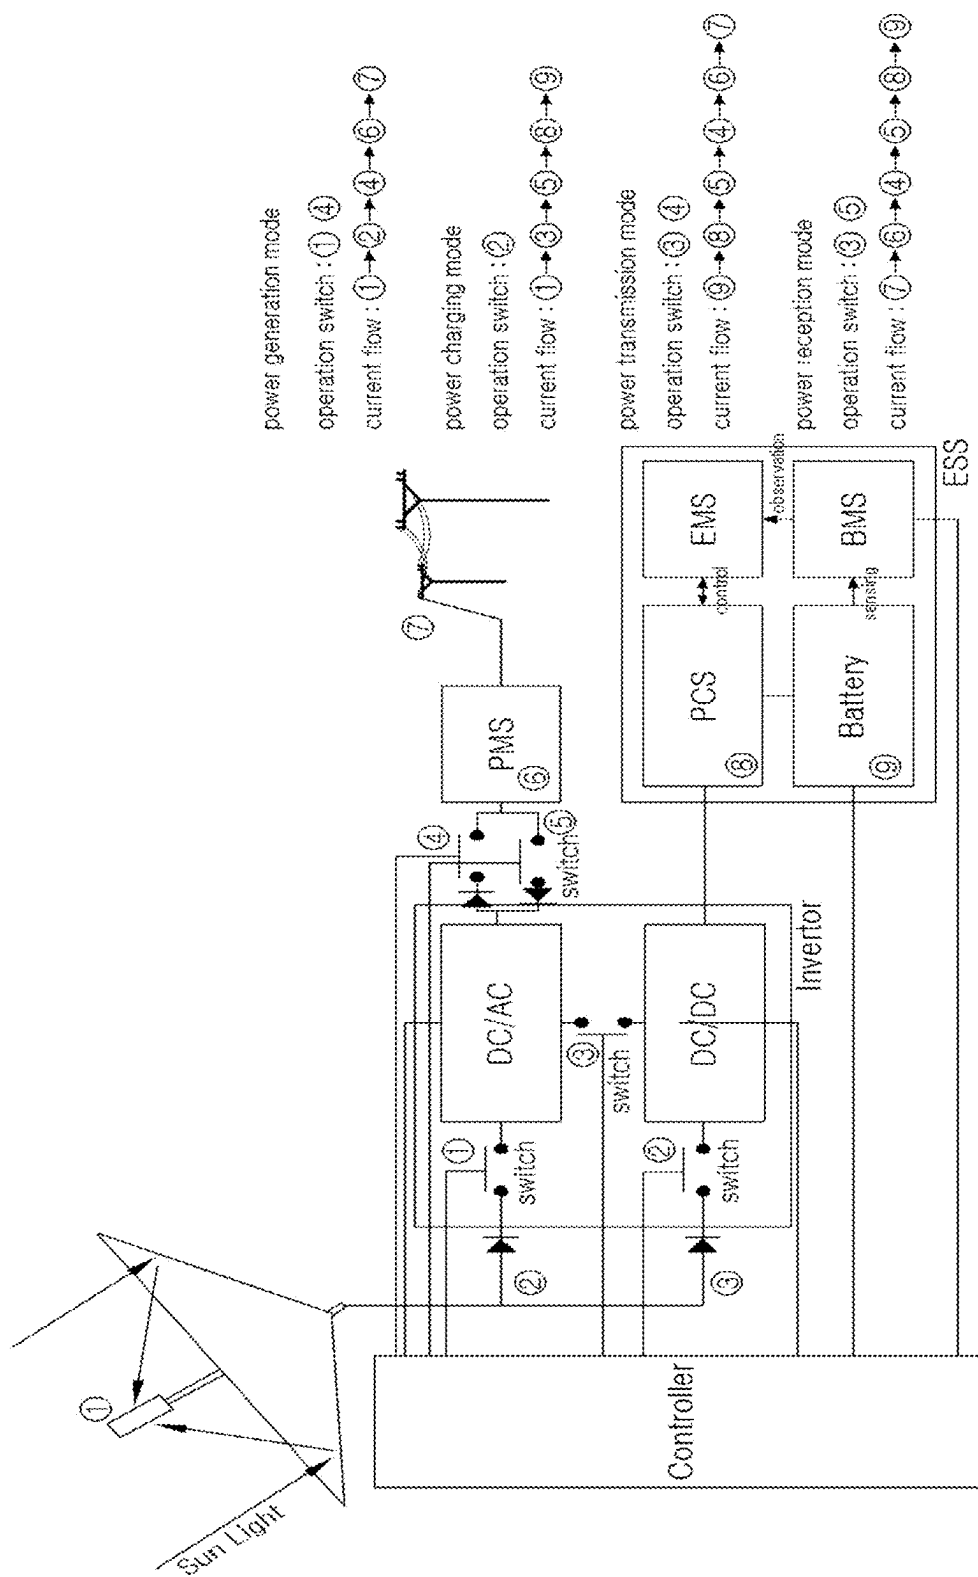 power generation mode
operation switch : ① ④
current flow : ①→②→④→⑥→⑦
power charging mode
operation switch : ②
current flow : ①→③→⑤→⑧→⑨
power transmission mode
operation switch : ③ ④
current flow : ⑨→⑧→⑤→④→⑥→⑦
power reception mode
operation switch : ③ ⑤
current flow : ⑦→⑥→④→⑤→⑧→⑨
Sun Light
①
⑦
PMS
⑥
④
⑤
switch
DC/AC
①
switch
②
③
switch
DC/DC
②
switch
③
Invertor
EMS
observation
BMS
control
sensing
PCS
⑧
Battery
⑨
ESS
Controller